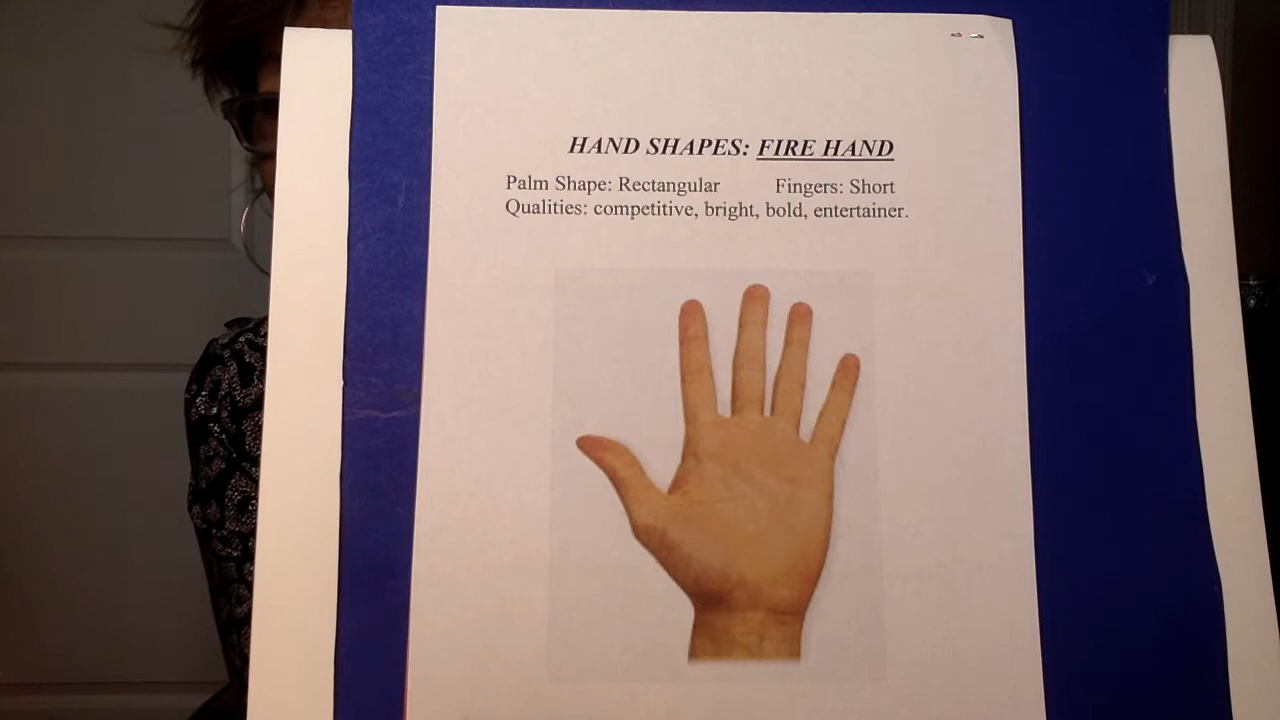 HAND SHAPES: FIRE HAND
Palm Shape: Rectangular Fingers: Short
Qualities: competitive, bright, bold, entertainer.